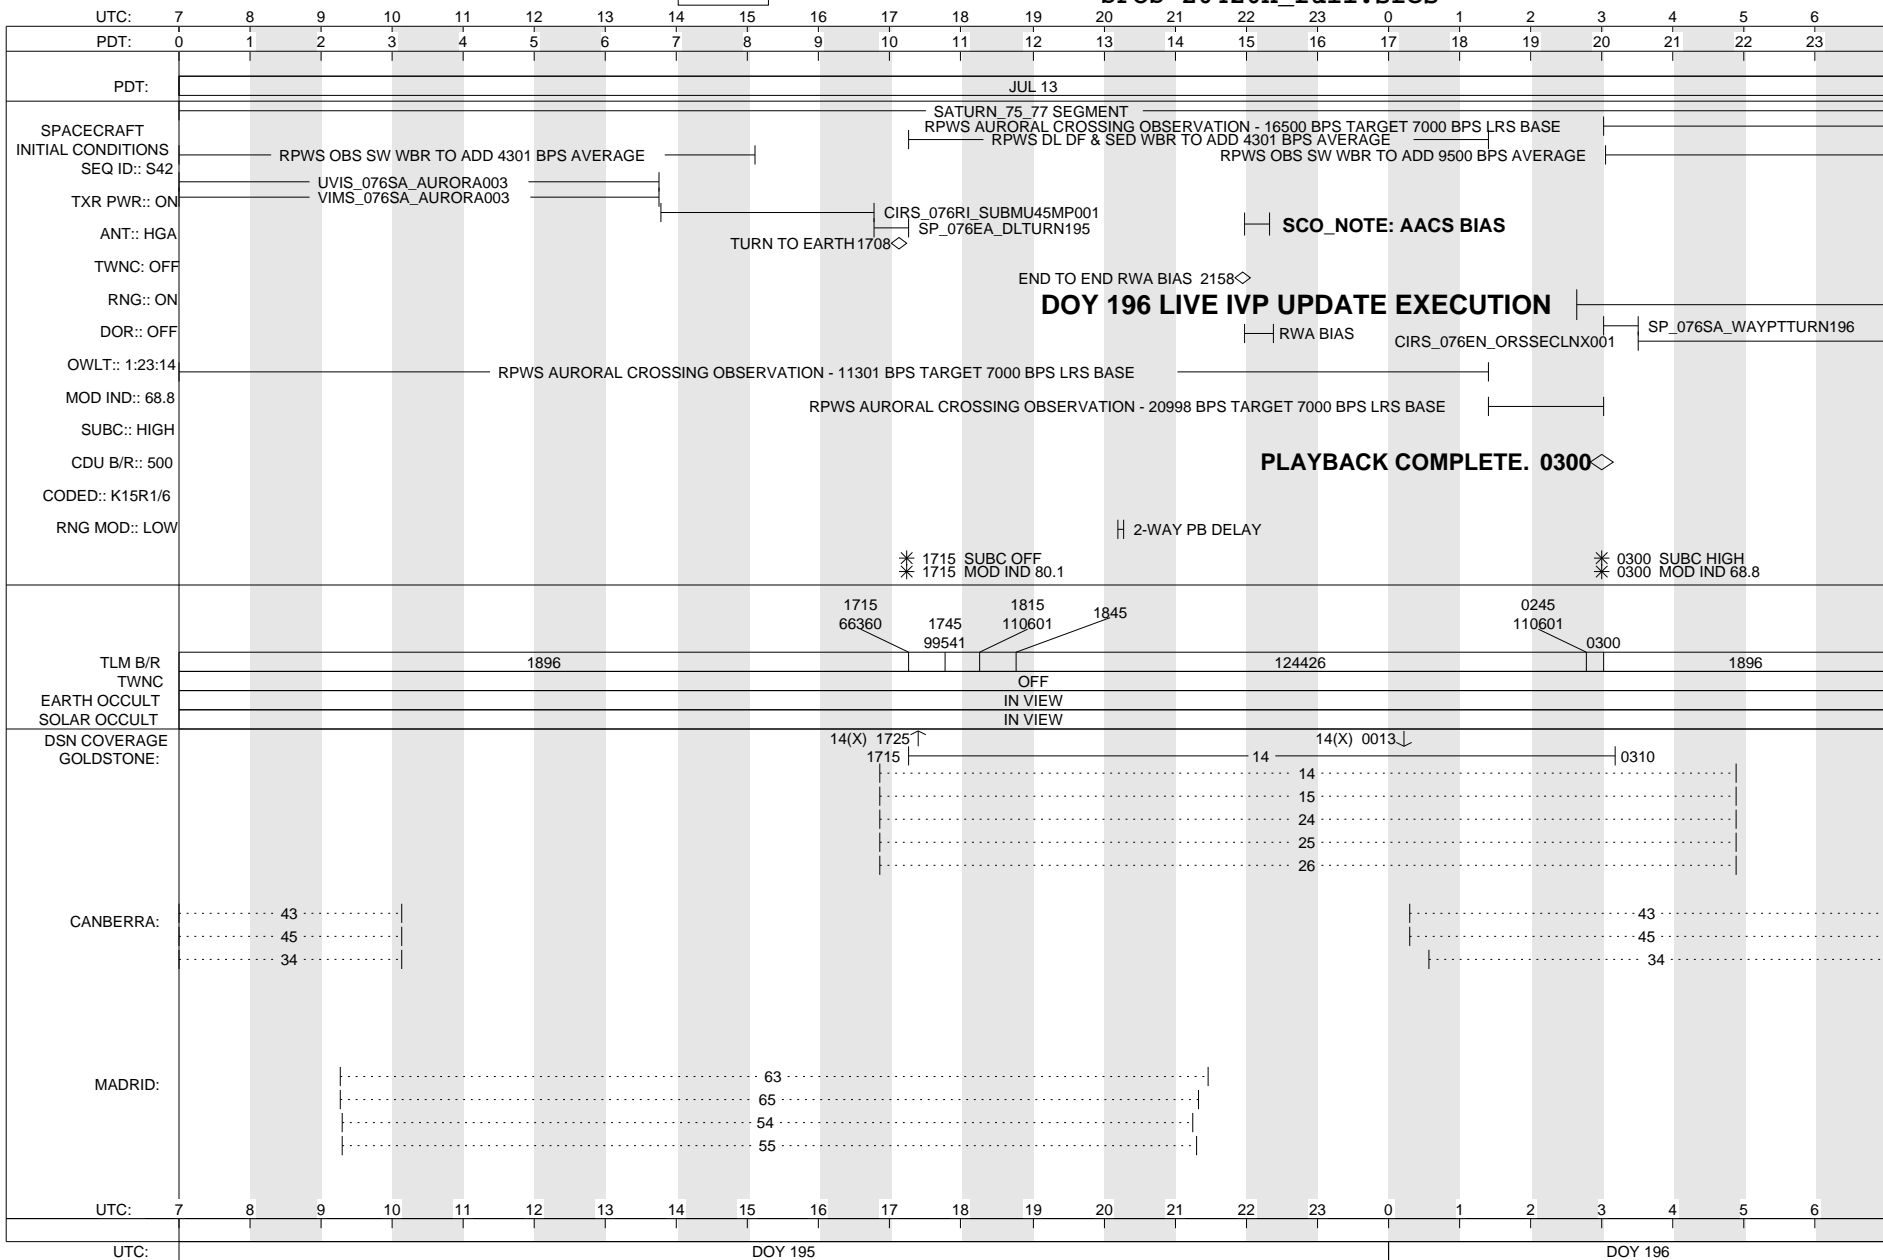 UTC: 7 8 9 10 11 12 13 14 15 16 17 18 19 20 21 22 23 0 1 2 3 4 5 6
PDT: 0 1 2 3 4 5 6 7 8 9 10 11 12 13 14 15 16 17 18 19 20 21 22 23
PDT: JUL 13
SATURN_75_77 SEGMENT
SPACECRAFT
INITIAL CONDITIONS
RPWS AURORAL CROSSING OBSERVATION - 16500 BPS TARGET 7000 BPS LRS BASE
RPWS DL DF & SED WBR TO ADD 4301 BPS AVERAGE
RPWS OBS SW WBR TO ADD 4301 BPS AVERAGE
RPWS OBS SW WBR TO ADD 9500 BPS AVERAGE
SEQ ID:: S42
UVIS_076SA_AURORA003
VIMS_076SA_AURORA003
TXR PWR:: ON
CIRS_076RI_SUBMU45MP001
SP_076EA_DLTURN195
SCO_NOTE: AACS BIAS
ANT:: HGA
TURN TO EARTH 1708
TWNC: OFF
END TO END RWA BIAS 2158
RNG:: ON
DOY 196 LIVE IVP UPDATE EXECUTION
DOR:: OFF
RWA BIAS
SP_076SA_WAYPTTURN196
CIRS_076EN_ORSSECLNX001
OWLT:: 1:23:14
RPWS AURORAL CROSSING OBSERVATION - 11301 BPS TARGET 7000 BPS LRS BASE
MOD IND:: 68.8
RPWS AURORAL CROSSING OBSERVATION - 20998 BPS TARGET 7000 BPS LRS BASE
SUBC:: HIGH
CDU B/R:: 500
PLAYBACK COMPLETE. 0300
CODED:: K15R1/6
RNG MOD:: LOW
2-WAY PB DELAY
1715 SUBC OFF
0300 SUBC HIGH
1715 MOD IND 80.1
0300 MOD IND 68.8
1715 1815 1845 0245
66360 1745 110601 110601
99541 0300
TLM B/R 1896 124426 1896
TWNC OFF
EARTH OCCULT IN VIEW
SOLAR OCCULT IN VIEW
DSN COVERAGE 14(X) 1725 14(X) 0013
GOLDSTONE: 1715 14 0310
14
15
24
25
26
CANBERRA: 43 43
45 45
34 34
MADRID: 63
65
54
55
UTC: 7 8 9 10 11 12 13 14 15 16 17 18 19 20 21 22 23 0 1 2 3 4 5 6
UTC: DOY 195 DOY 196